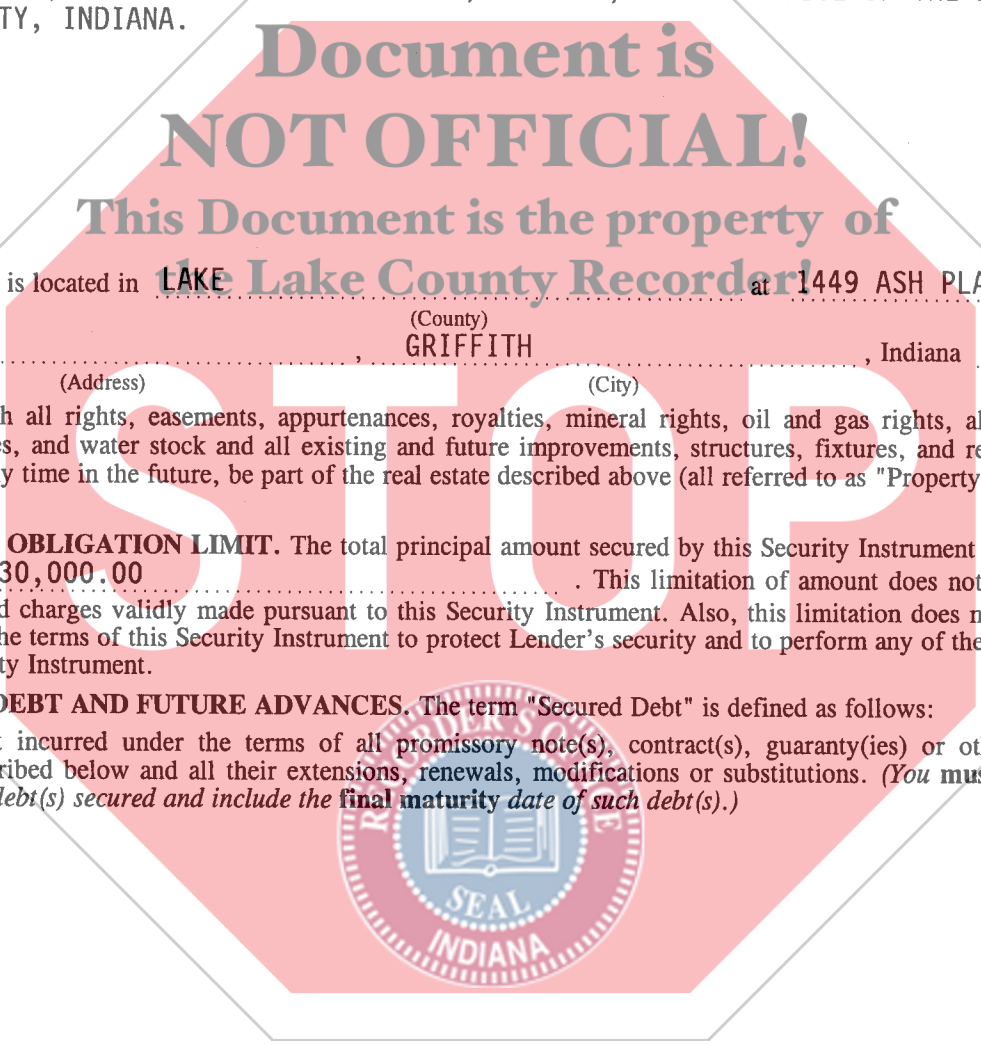 TY, INDIANA.
Document is
NOT OFFICIAL!
This Document is the property of
the Lake County Recorder!
is located in LAKE at 1449 ASH PLA
(County)
, GRIFFITH , Indiana
(Address) (City)
h all rights, easements, appurtenances, royalties, mineral rights, oil and gas rights, al
es, and water stock and all existing and future improvements, structures, fixtures, and re
y time in the future, be part of the real estate described above (all referred to as "Property
STOP
OBLIGATION LIMIT. The total principal amount secured by this Security Instrument
30,000.00 . This limitation of amount does not
d charges validly made pursuant to this Security Instrument. Also, this limitation does n
he terms of this Security Instrument to protect Lender's security and to perform any of the
ty Instrument.
DEBT AND FUTURE ADVANCES. The term "Secured Debt" is defined as follows:
t incurred under the terms of all promissory note(s), contract(s), guaranty(ies) or ot
ribed below and all their extensions, renewals, modifications or substitutions. (You mus
debt(s) secured and include the final maturity date of such debt(s).)
RECORDER'S OFFICE
SEAL
INDIANA